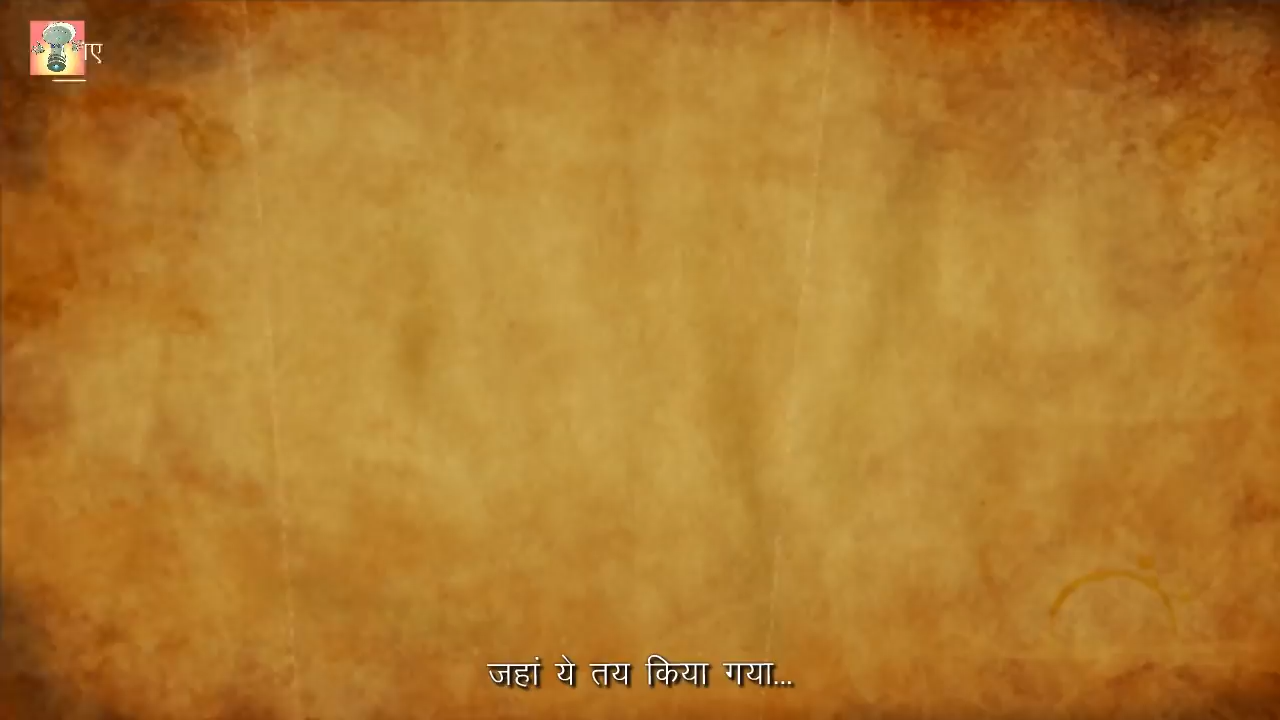 जहां ये तय किया गया...